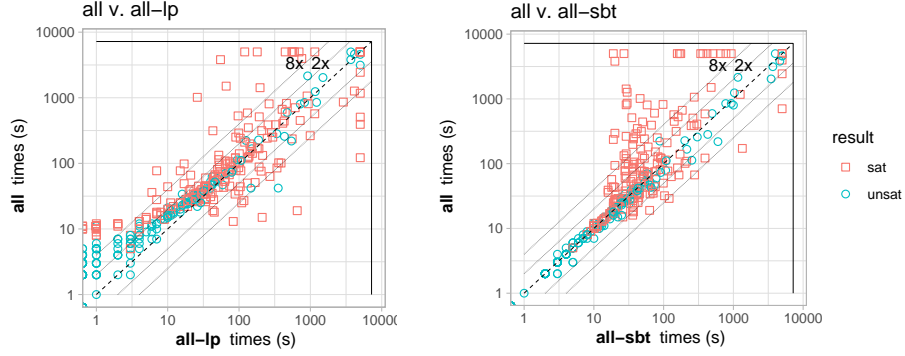 all v. all−lp
10000
1000
100
10
1
8x 2x
1 10 100 1000 10000
all times (s)
all−lp times (s)
all v. all−sbt
10000
1000
100
10
1
8x 2x
1 10 100 1000 10000
all times (s)
all−sbt times (s)
result
sat
unsat